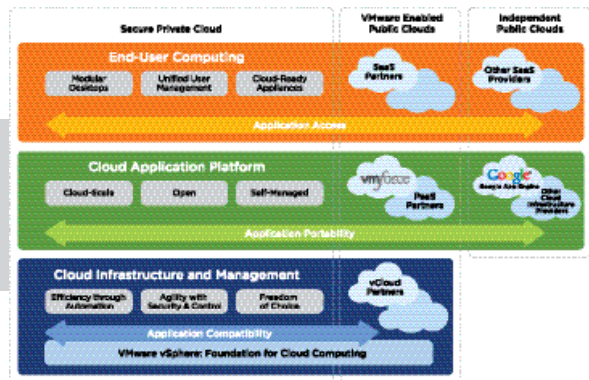 Secure Private Cloud
VMware Enabled
Public Clouds
Independent
Public Clouds
End-User Computing
Modular
Desktops
Unified User
Management
Cloud-Ready
Appliances
SaaS
Partners
Other SaaS
Providers
Application Access
Cloud Application Platform
Cloud-Scale
Open
Self-Managed
vmforce
PaaS
Partners
Google
Google App Engine
Other
Cloud
Infrastructure
Providers
Application Portability
Cloud Infrastructure and Management
Efficiency through
Automation
Agility with
Security & Control
Freedom
of Choice
vCloud
Partners
Application Compatibility
VMware vSphere: Foundation for Cloud Computing